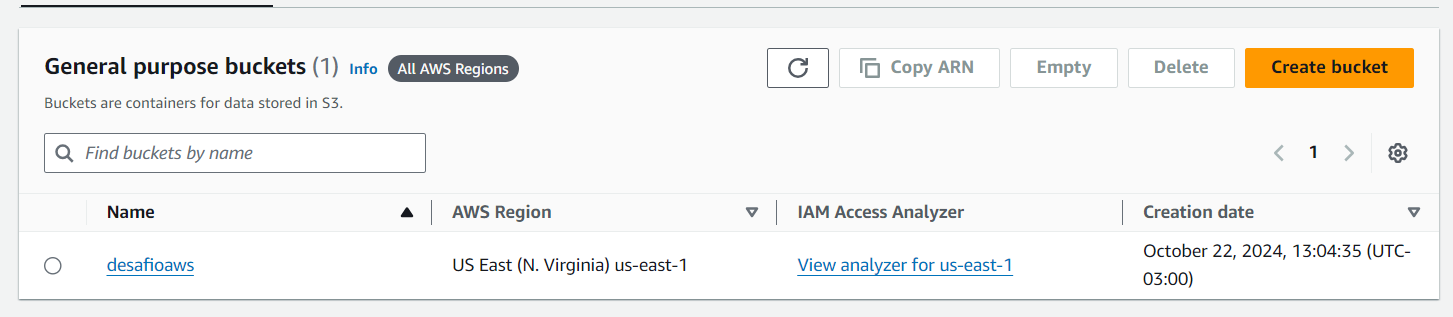 General purpose buckets (1) Info All AWS Regions Copy ARN Empty Delete Create bucket
Buckets are containers for data stored in S3.
Find buckets by name 1
Name AWS Region IAM Access Analyzer Creation date
desafioaws US East (N. Virginia) us-east-1 View analyzer for us-east-1 October 22, 2024, 13:04:35 (UTC-
03:00)